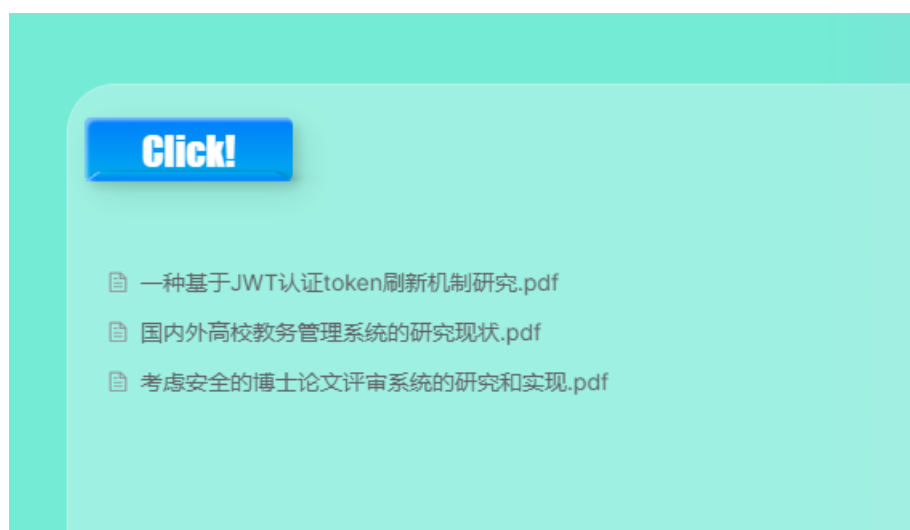 Click!
一种基于JWT认证token刷新机制研究.pdf
国内外高校教务管理系统的研究现状.pdf
考虑安全的博士论文评审系统的研究和实现.pdf